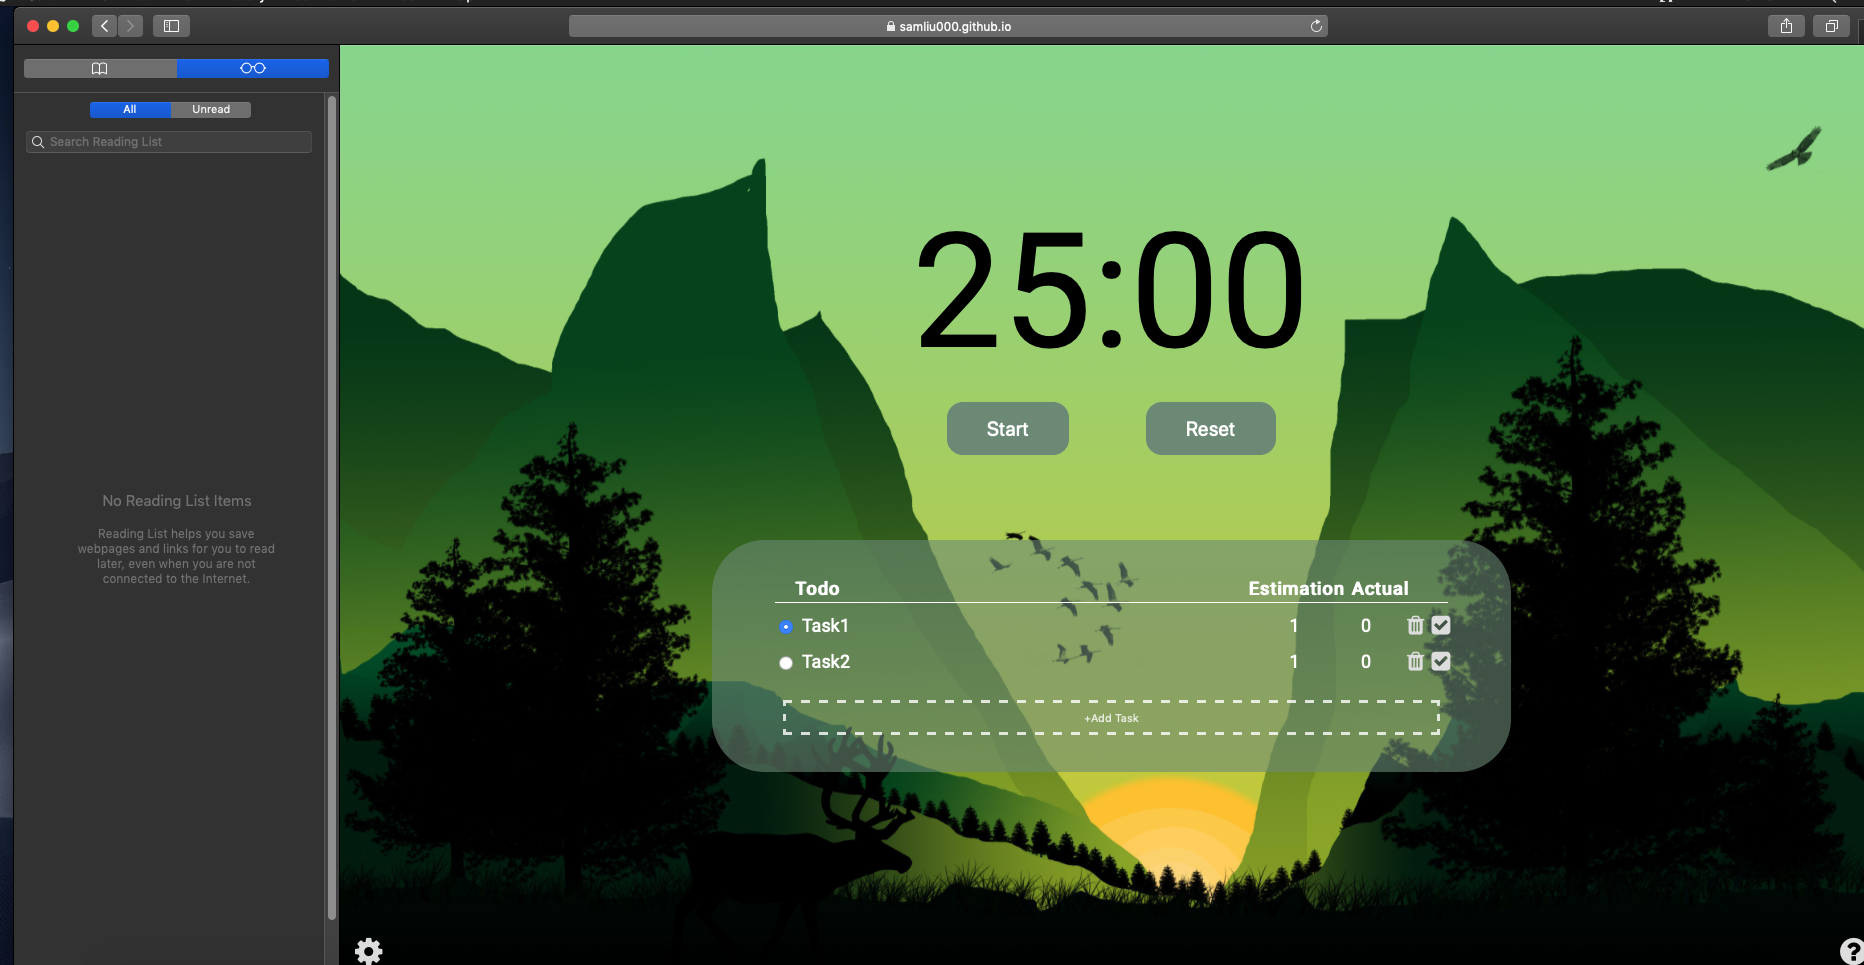 samliu000.github.io
All
Unread
Search Reading List
No Reading List Items
Reading List helps you save
webpages and links for you to read
later, even when you are not
connected to the Internet.
25:00
Start
Reset
Todo Estimation Actual
Task1 1 0
Task2 1 0
+Add Task
?